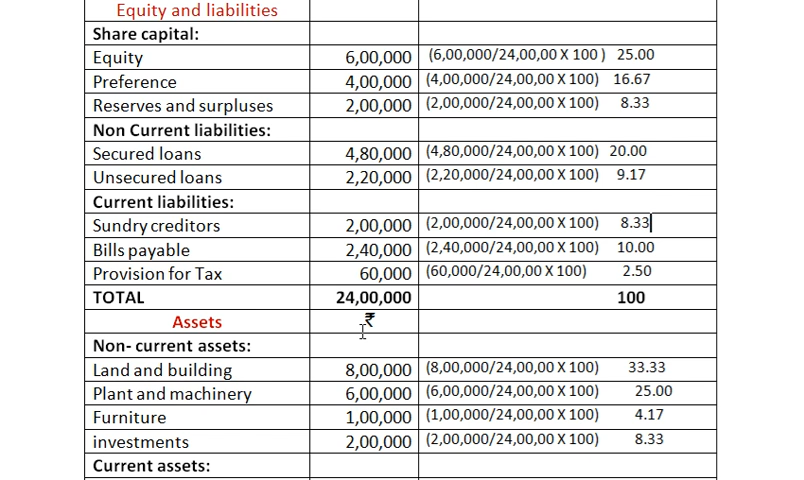 Equity and liabilities
Share capital:
Equity 6,00,000 (6,00,000/24,00,00 X 100 ) 25.00
Preference 4,00,000 (4,00,000/24,00,00 X 100) 16.67
Reserves and surpluses 2,00,000 (2,00,000/24,00,00 X 100) 8.33
Non Current liabilities:
Secured loans 4,80,000 (4,80,000/24,00,00 X 100) 20.00
Unsecured loans 2,20,000 (2,20,000/24,00,00 X 100) 9.17
Current liabilities:
Sundry creditors 2,00,000 (2,00,000/24,00,00 X 100) 8.33
Bills payable 2,40,000 (2,40,000/24,00,00 X 100) 10.00
Provision for Tax 60,000 (60,000/24,00,00 X 100) 2.50
TOTAL 24,00,000 100
Assets ₹
Non- current assets:
Land and building 8,00,000 (8,00,000/24,00,00 X 100) 33.33
Plant and machinery 6,00,000 (6,00,000/24,00,00 X 100) 25.00
Furniture 1,00,000 (1,00,000/24,00,00 X 100) 4.17
investments 2,00,000 (2,00,000/24,00,00 X 100) 8.33
Current assets: